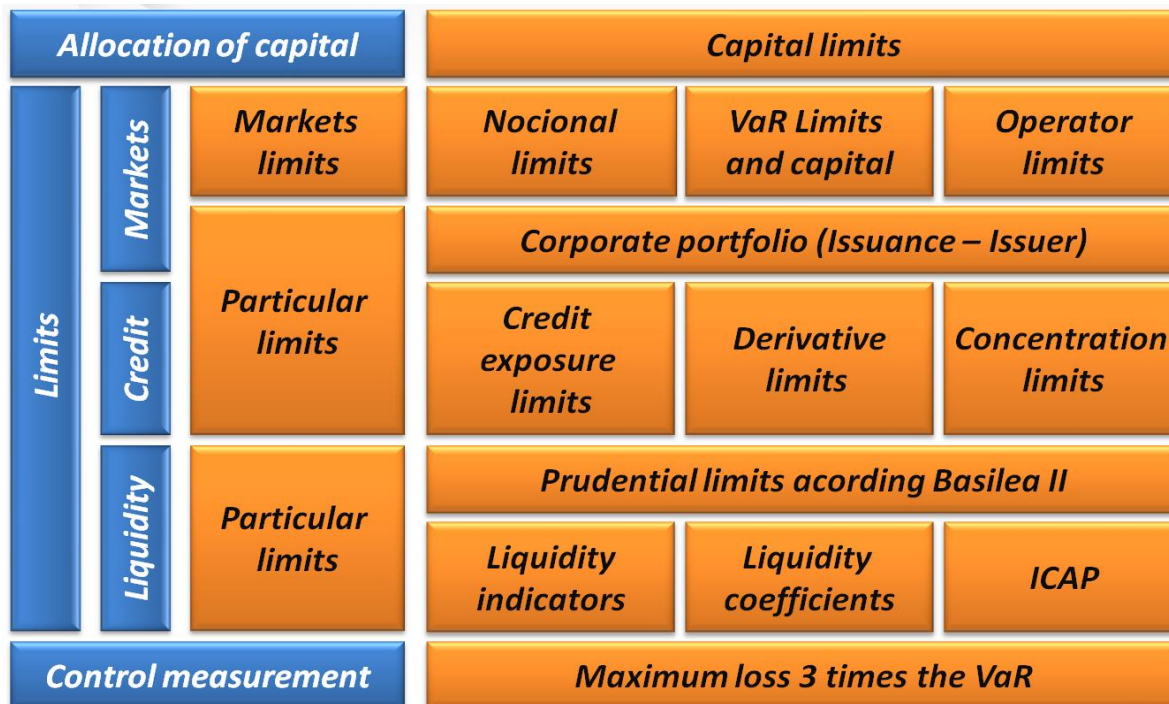 Allocation of capital
Capital limits
Limits
Markets
Markets
limits
Nocional
limits
VaR Limits
and capital
Operator
limits
Corporate portfolio (Issuance – Issuer)
Credit
Particular
limits
Credit
exposure
limits
Derivative
limits
Concentration
limits
Liquidity
Particular
limits
Prudential limits acording Basilea II
Liquidity
indicators
Liquidity
coefficients
ICAP
Control measurement
Maximum loss 3 times the VaR